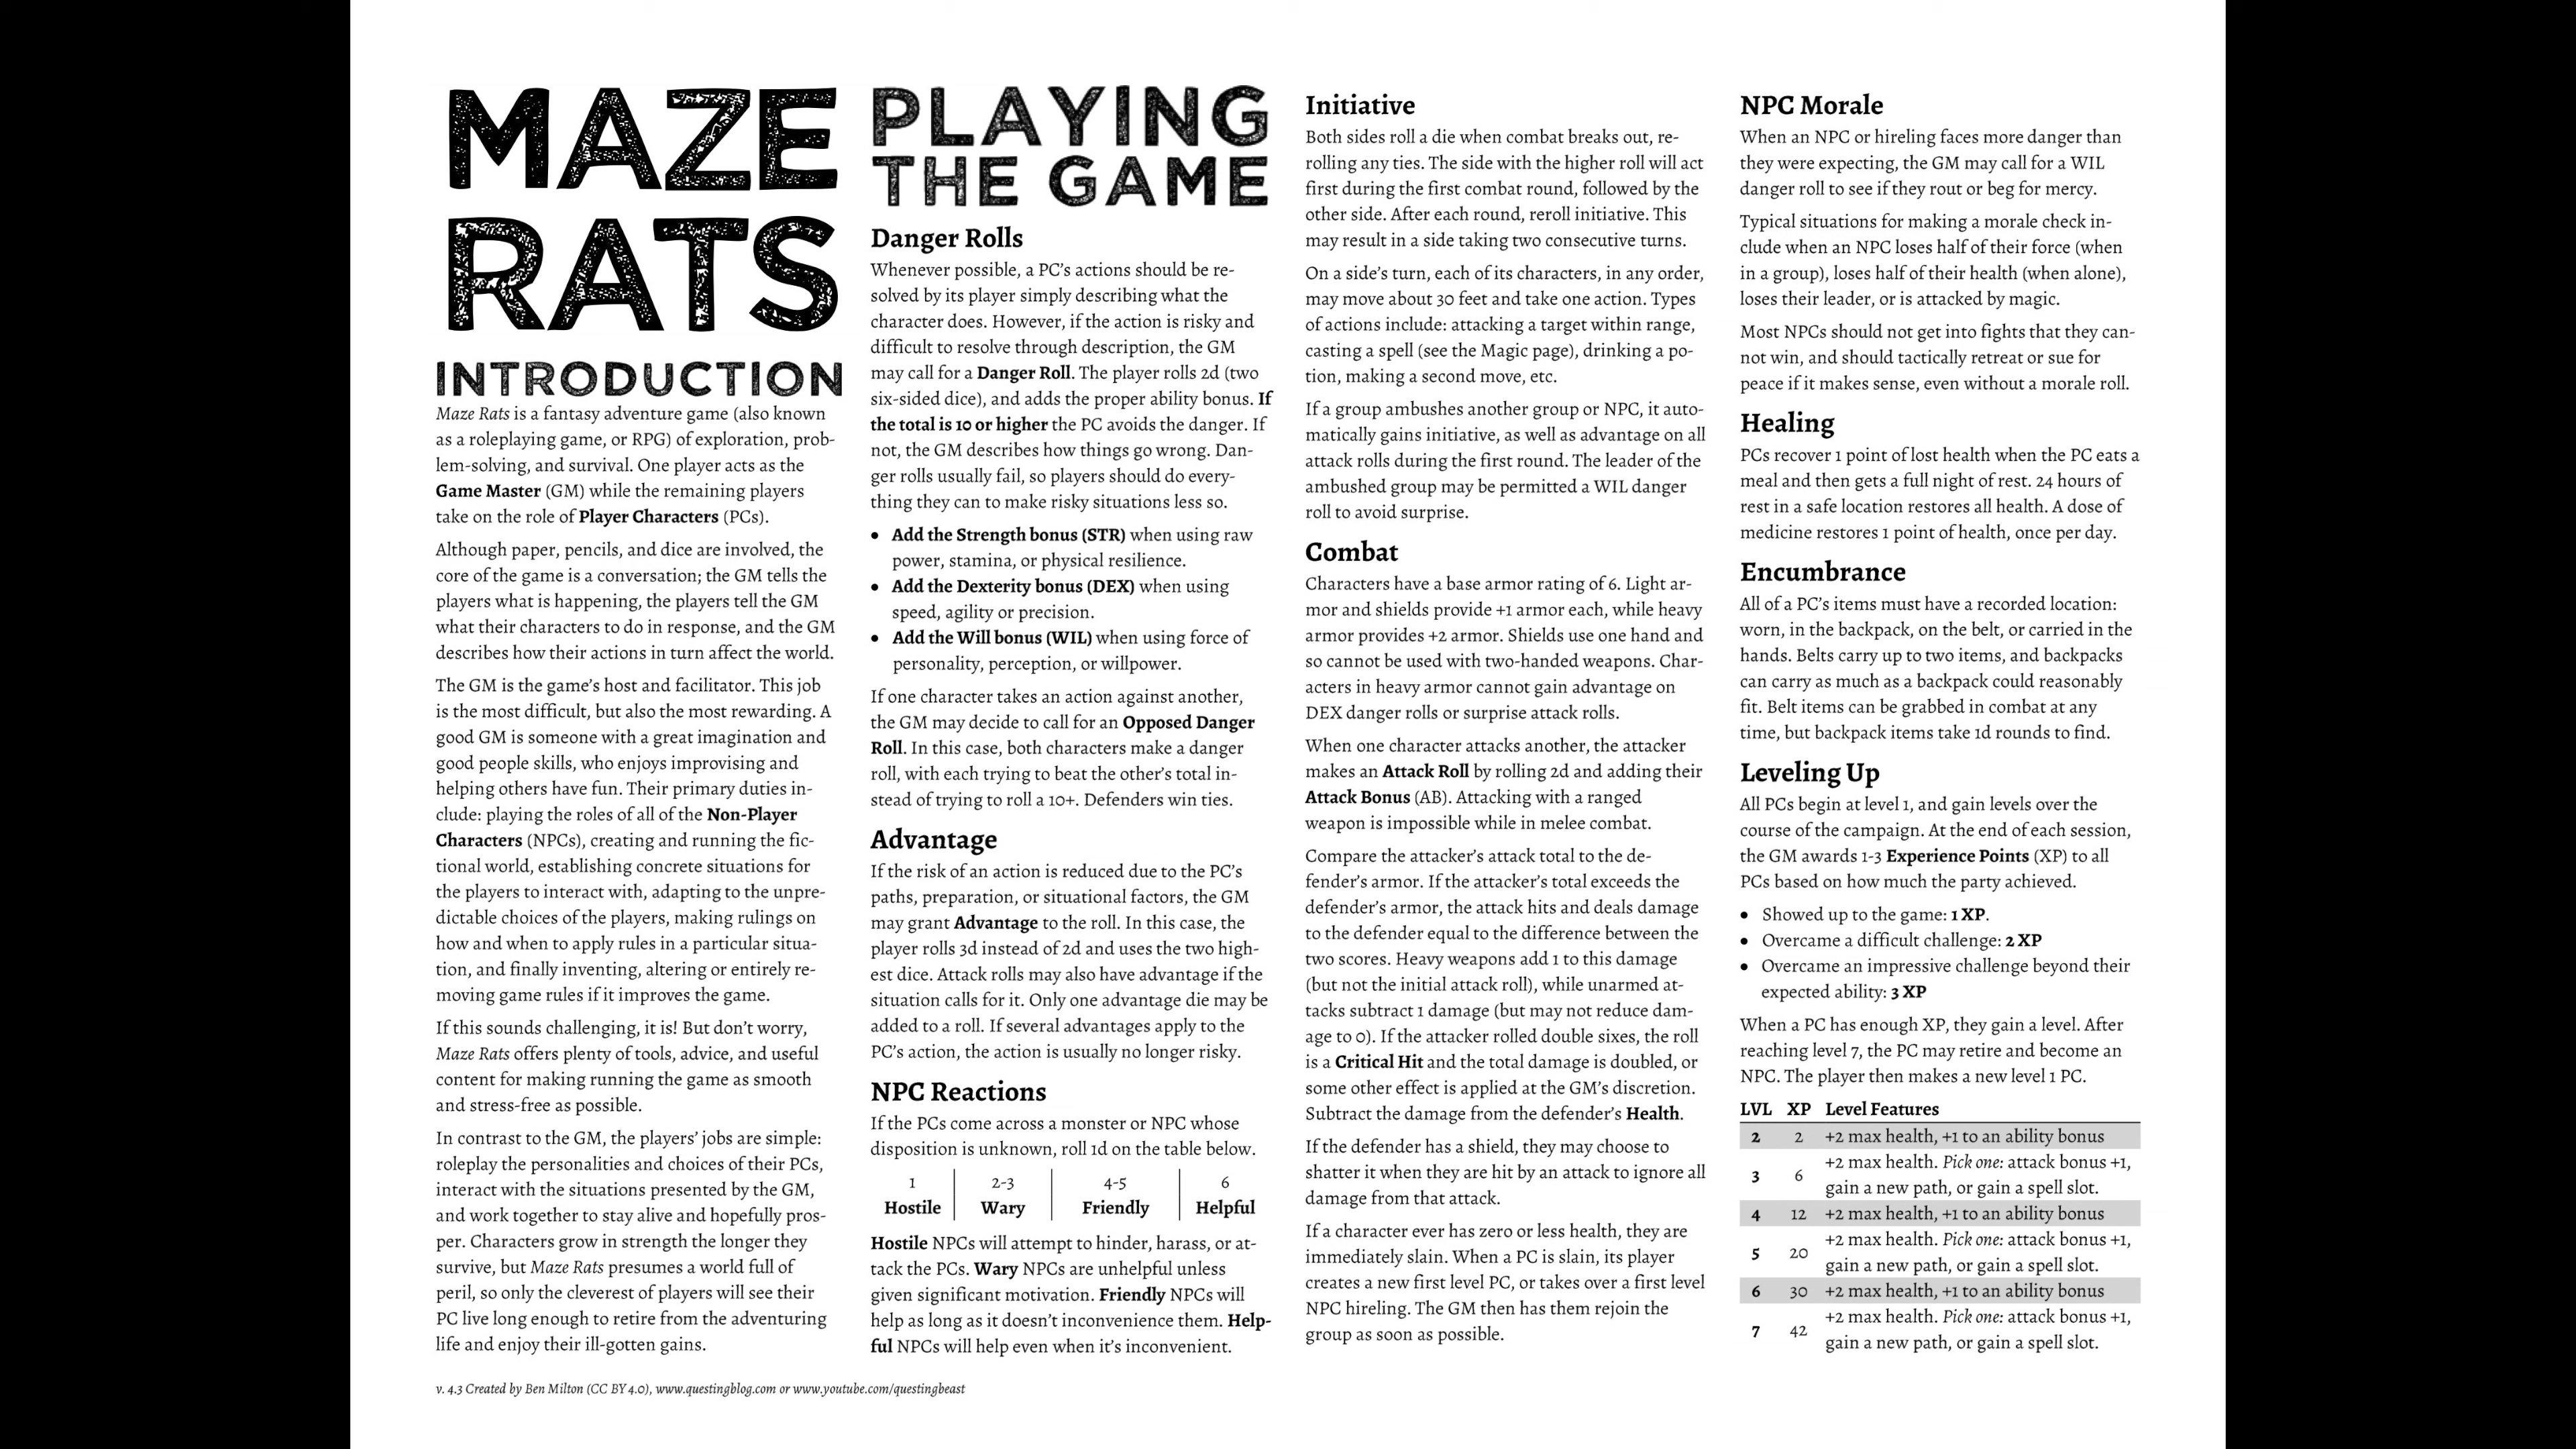 MAZE
RATS
INTRODUCTION
Maze Rats is a fantasy adventure game (also known
as a roleplaying game, or RPG) of exploration, prob-
lem-solving, and survival. One player acts as the
Game Master (GM) while the remaining players
take on the role of Player Characters (PCs).
Although paper, pencils, and dice are involved, the
core of the game is a conversation; the GM tells the
players what is happening, the players tell the GM
what their characters to do in response, and the GM
describes how their actions in turn affect the world.
The GM is the game's host and facilitator. This job
is the most difficult, but also the most rewarding. A
good GM is someone with a great imagination and
good people skills, who enjoys improvising and
helping others have fun. Their primary duties in-
clude: playing the roles of all of the Non-Player
Characters (NPCs), creating and running the fic-
tional world, establishing concrete situations for
the players to interact with, adapting to the unpre-
dictable choices of the players, making rulings on
how and when to apply rules in a particular situa-
tion, and finally inventing, altering or entirely re-
moving game rules if it improves the game.
If this sounds challenging, it is! But don't worry,
Maze Rats offers plenty of tools, advice, and useful
content for making running the game as smooth
and stress-free as possible.
In contrast to the GM, the players' jobs are simple:
roleplay the personalities and choices of their PCs,
interact with the situations presented by the GM,
and work together to stay alive and hopefully pros-
per. Characters grow in strength the longer they
survive, but Maze Rats presumes a world full of
peril, so only the cleverest of players will see their
PC live long enough to retire from the adventuring
life and enjoy their ill-gotten gains.
v. 4.3 Created by Ben Milton (CC BY 4.0), www.questingblog.com or www.youtube.com/questingbeast
PLAYING
THE GAME
Danger Rolls
Whenever possible, a PC's actions should be re-
solved by its player simply describing what the
character does. However, if the action is risky and
difficult to resolve through description, the GM
may call for a Danger Roll. The player rolls 2d (two
six-sided dice), and adds the proper ability bonus. If
the total is 10 or higher the PC avoids the danger. If
not, the GM describes how things go wrong. Dan-
ger rolls usually fail, so players should do every-
thing they can to make risky situations less so.
• Add the Strength bonus (STR) when using raw
power, stamina, or physical resilience.
• Add the Dexterity bonus (DEX) when using
speed, agility or precision.
• Add the Will bonus (WIL) when using force of
personality, perception, or willpower.
If one character takes an action against another,
the GM may decide to call for an Opposed Danger
Roll. In this case, both characters make a danger
roll, with each trying to beat the other's total in-
stead of trying to roll a 10+. Defenders win ties.
Advantage
If the risk of an action is reduced due to the PC's
paths, preparation, or situational factors, the GM
may grant Advantage to the roll. In this case, the
player rolls 3d instead of 2d and uses the two high-
est dice. Attack rolls may also have advantage if the
situation calls for it. Only one advantage die may be
added to a roll. If several advantages apply to the
PC's action, the action is usually no longer risky.
NPC Reactions
If the PCs come across a monster or NPC whose
disposition is unknown, roll 1d on the table below.
1 2-3 4-5 6
Hostile Wary Friendly Helpful
Hostile NPCs will attempt to hinder, harass, or at-
tack the PCs. Wary NPCs are unhelpful unless
given significant motivation. Friendly NPCs will
help as long as it doesn't inconvenience them. Help-
ful NPCs will help even when it's inconvenient.
Initiative
Both sides roll a die when combat breaks out, re-
rolling any ties. The side with the higher roll will act
first during the first combat round, followed by the
other side. After each round, reroll initiative. This
may result in a side taking two consecutive turns.
On a side's turn, each of its characters, in any order,
may move about 30 feet and take one action. Types
of actions include: attacking a target within range,
casting a spell (see the Magic page), drinking a po-
tion, making a second move, etc.
If a group ambushes another group or NPC, it auto-
matically gains initiative, as well as advantage on all
attack rolls during the first round. The leader of the
ambushed group may be permitted a WIL danger
roll to avoid surprise.
Combat
Characters have a base armor rating of 6. Light ar-
mor and shields provide +1 armor each, while heavy
armor provides +2 armor. Shields use one hand and
so cannot be used with two-handed weapons. Char-
acters in heavy armor cannot gain advantage on
DEX danger rolls or surprise attack rolls.
When one character attacks another, the attacker
makes an Attack Roll by rolling 2d and adding their
Attack Bonus (AB). Attacking with a ranged
weapon is impossible while in melee combat.
Compare the attacker's attack total to the de-
fender's armor. If the attacker's total exceeds the
defender's armor, the attack hits and deals damage
to the defender equal to the difference between the
two scores. Heavy weapons add 1 to this damage
(but not the initial attack roll), while unarmed at-
tacks subtract 1 damage (but may not reduce dam-
age to 0). If the attacker rolled double sixes, the roll
is a Critical Hit and the total damage is doubled, or
some other effect is applied at the GM's discretion.
Subtract the damage from the defender's Health.
If the defender has a shield, they may choose to
shatter it when they are hit by an attack to ignore all
damage from that attack.
If a character ever has zero or less health, they are
immediately slain. When a PC is slain, its player
creates a new first level PC, or takes over a first level
NPC hireling. The GM then has them rejoin the
group as soon as possible.
NPC Morale
When an NPC or hireling faces more danger than
they were expecting, the GM may call for a WIL
danger roll to see if they rout or beg for mercy.
Typical situations for making a morale check in-
clude when an NPC loses half of their force (when
in a group), loses half of their health (when alone),
loses their leader, or is attacked by magic.
Most NPCs should not get into fights that they can-
not win, and should tactically retreat or sue for
peace if it makes sense, even without a morale roll.
Healing
PCs recover 1 point of lost health when the PC eats a
meal and then gets a full night of rest. 24 hours of
rest in a safe location restores all health. A dose of
medicine restores 1 point of health, once per day.
Encumbrance
All of a PC's items must have a recorded location:
worn, in the backpack, on the belt, or carried in the
hands. Belts carry up to two items, and backpacks
can carry as much as a backpack could reasonably
fit. Belt items can be grabbed in combat at any
time, but backpack items take 1d rounds to find.
Leveling Up
All PCs begin at level 1, and gain levels over the
course of the campaign. At the end of each session,
the GM awards 1-3 Experience Points (XP) to all
PCs based on how much the party achieved.
• Showed up to the game: 1 XP.
• Overcame a difficult challenge: 2 XP
• Overcame an impressive challenge beyond their
expected ability: 3 XP
When a PC has enough XP, they gain a level. After
reaching level 7, the PC may retire and become an
NPC. The player then makes a new level 1 PC.
LVL XP Level Features
2 2 +2 max health, +1 to an ability bonus
3 6 +2 max health. Pick one: attack bonus +1,
gain a new path, or gain a spell slot.
4 12 +2 max health, +1 to an ability bonus
5 20 +2 max health. Pick one: attack bonus +1,
gain a new path, or gain a spell slot.
6 30 +2 max health, +1 to an ability bonus
7 42 +2 max health. Pick one: attack bonus +1,
gain a new path, or gain a spell slot.